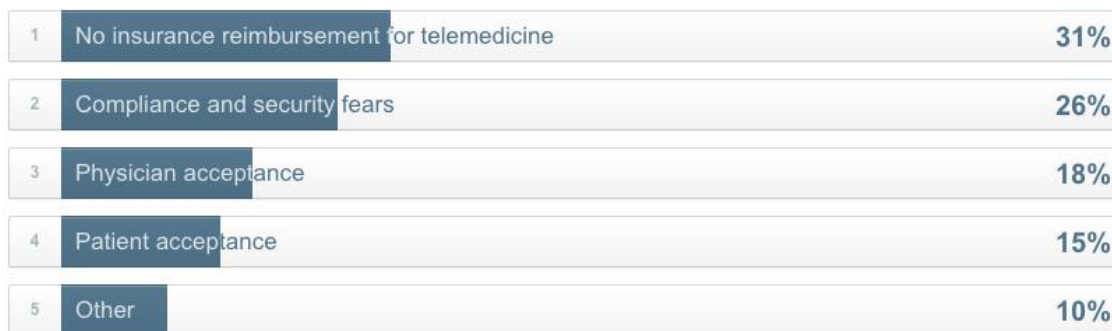 1 No insurance reimbursement for telemedicine 31%
2 Compliance and security fears 26%
3 Physician acceptance 18%
4 Patient acceptance 15%
5 Other 10%